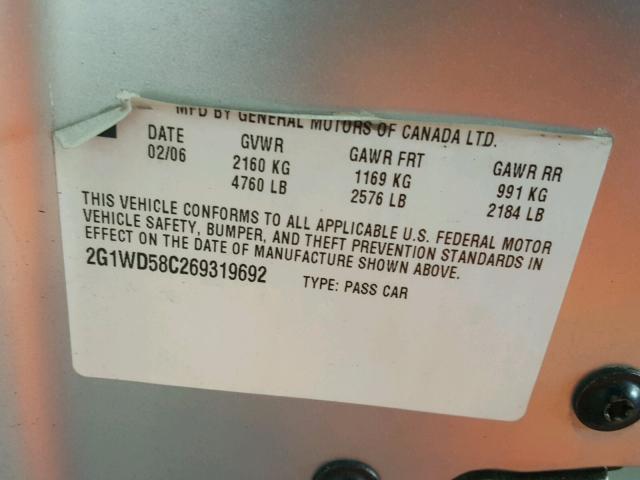 MFD BY GENERAL MOTORS OF CANADA LTD.
DATE GVWR GAWR FRT GAWR RR
02/06 2160 KG 1169 KG 991 KG
4760 LB 2576 LB 2184 LB
THIS VEHICLE CONFORMS TO ALL APPLICABLE U.S. FEDERAL MOTOR
VEHICLE SAFETY, BUMPER, AND THEFT PREVENTION STANDARDS IN
EFFECT ON THE DATE OF MANUFACTURE SHOWN ABOVE.
2G1WD58C269319692 TYPE: PASS CAR